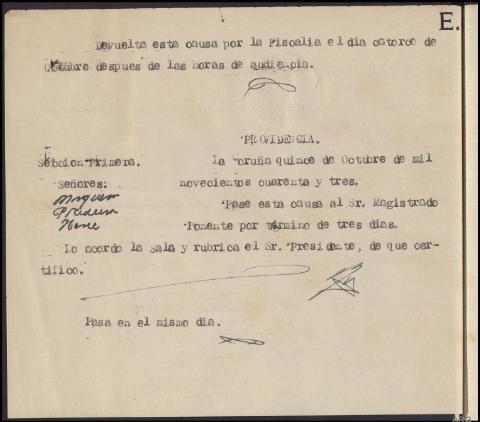 E.
Devuelta esta causa por la Fiscalia el dia catorce de
Octubre despues de las horas de audiencia.
PROVIDENCIA.
Seccion Primera.
La Coruña quince de Octubre de mil
Señores:
novecientos cuarenta y tres.
Pase esta causa al Sr. Magistrado
Ponente por término de tres dias.
Lo acordo la Sala y rubrica el Sr. Presidente, de que cer-
tifico.
Pasa en el mismo dia.